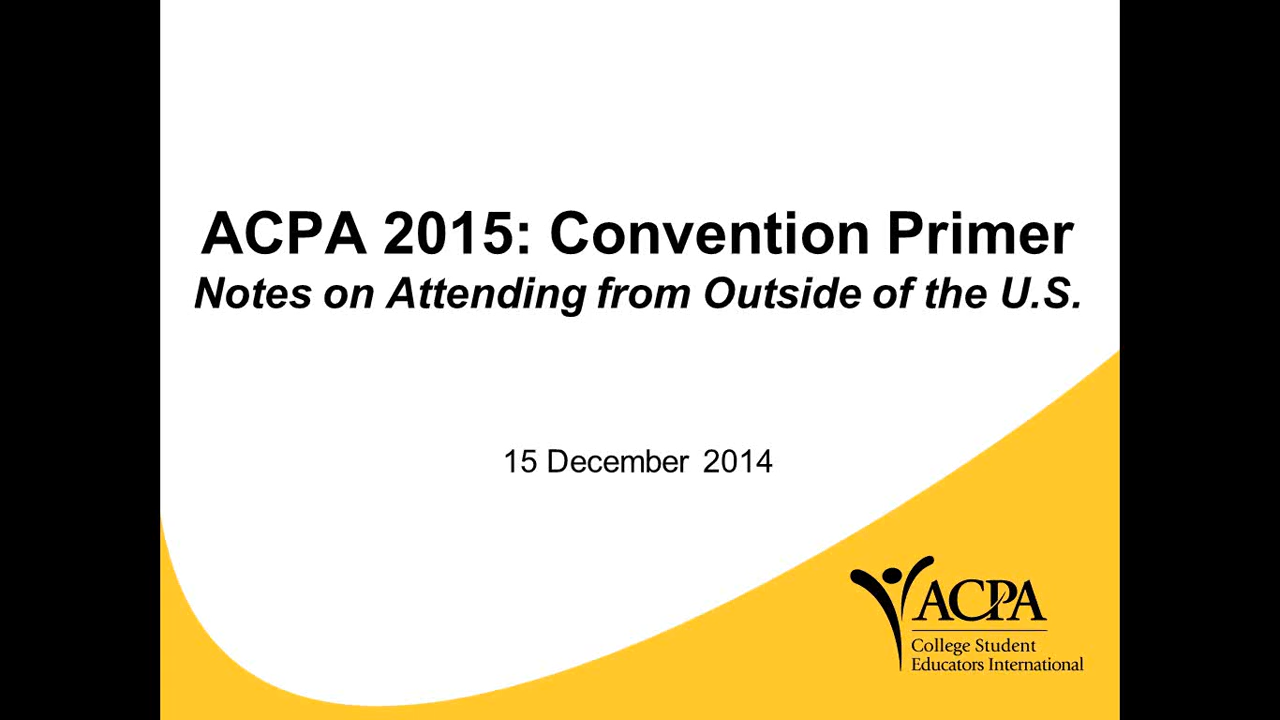 ACPA 2015: Convention Primer
Notes on Attending from Outside of the U.S.
15 December 2014
ACPA
College Student
Educators International